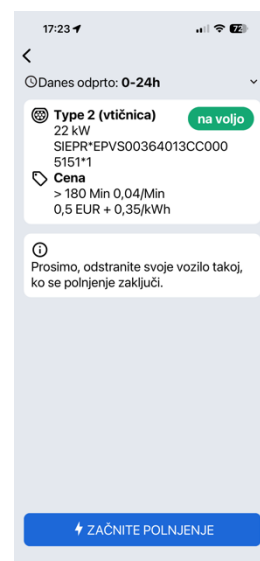 17:23
72
Danes odprto: 0-24h
Type 2 (vtičnica)
na voljo
22 kW
SIEPR*EPVS00364013CC000
5151*1
Cena
> 180 Min 0,04/Min
0,5 EUR + 0,35/kWh
Prosimo, odstranite svoje vozilo takoj,
ko se polnjenje zaključi.
ZAČNITE POLNJENJE